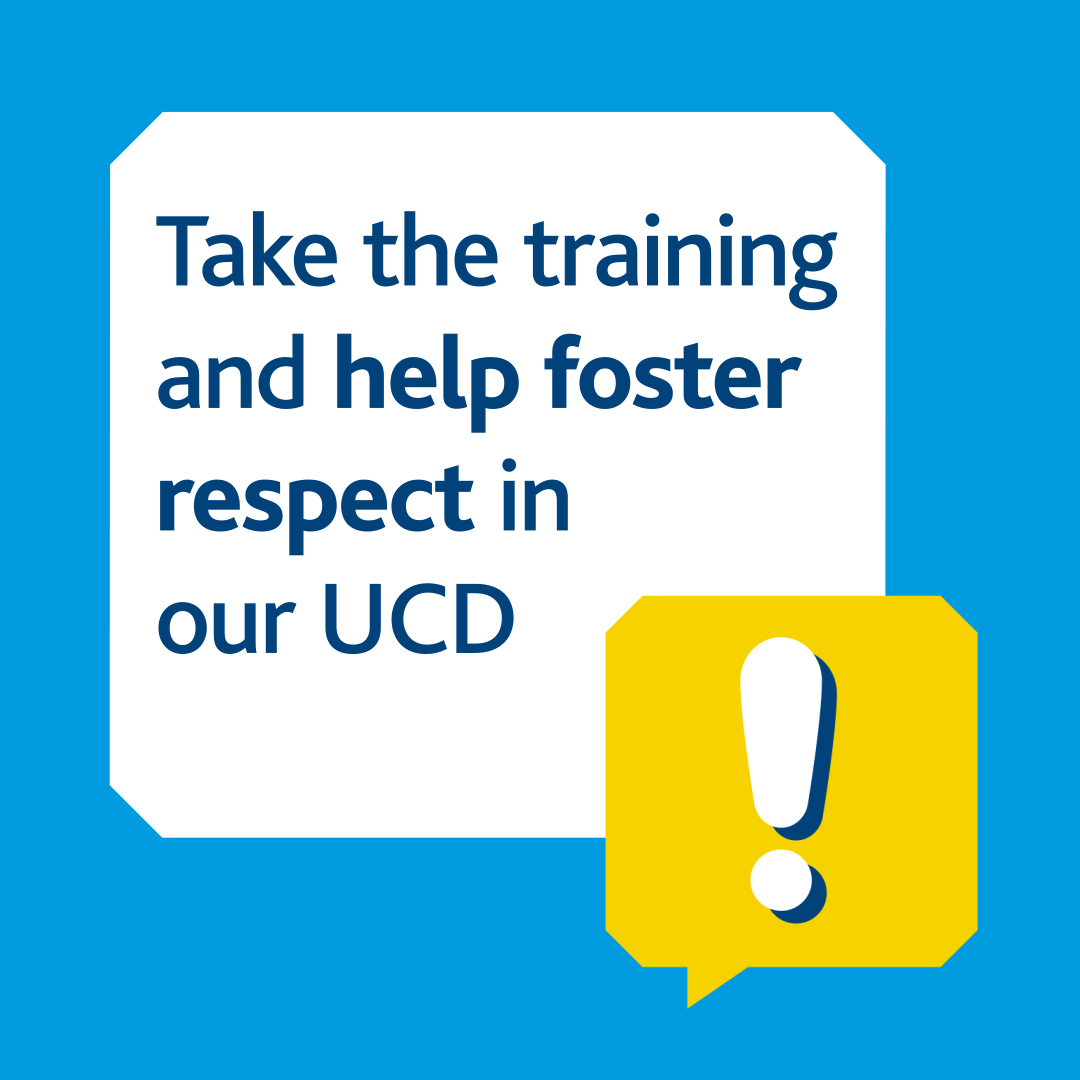 Take the training
and help foster
respect in
our UCD
!